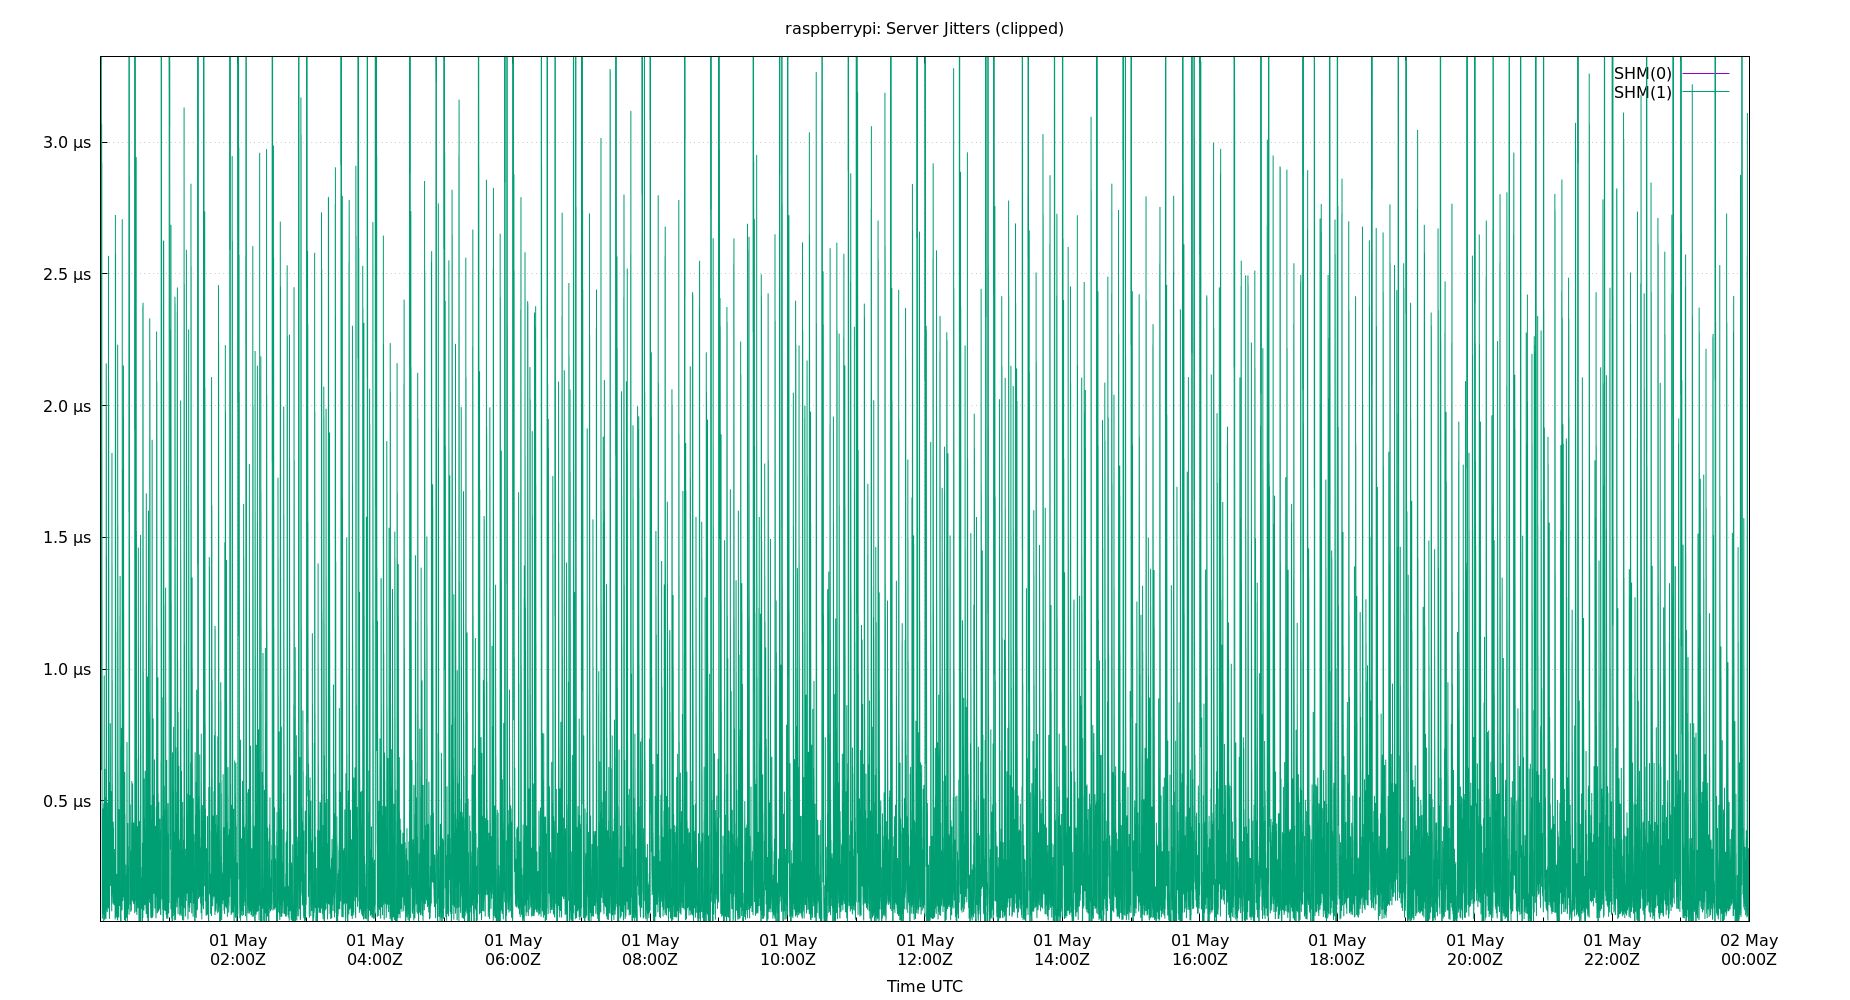 raspberrypi: Server Jitters (clipped)
SHM(0)
SHM(1)
3.0 µs
2.5 µs
2.0 µs
1.5 µs
1.0 µs
0.5 µs
01 May 01 May 01 May 01 May 01 May 01 May 01 May 01 May 01 May 01 May 01 May 02 May
02:00Z 04:00Z 06:00Z 08:00Z 10:00Z 12:00Z 14:00Z 16:00Z 18:00Z 20:00Z 22:00Z 00:00Z
Time UTC